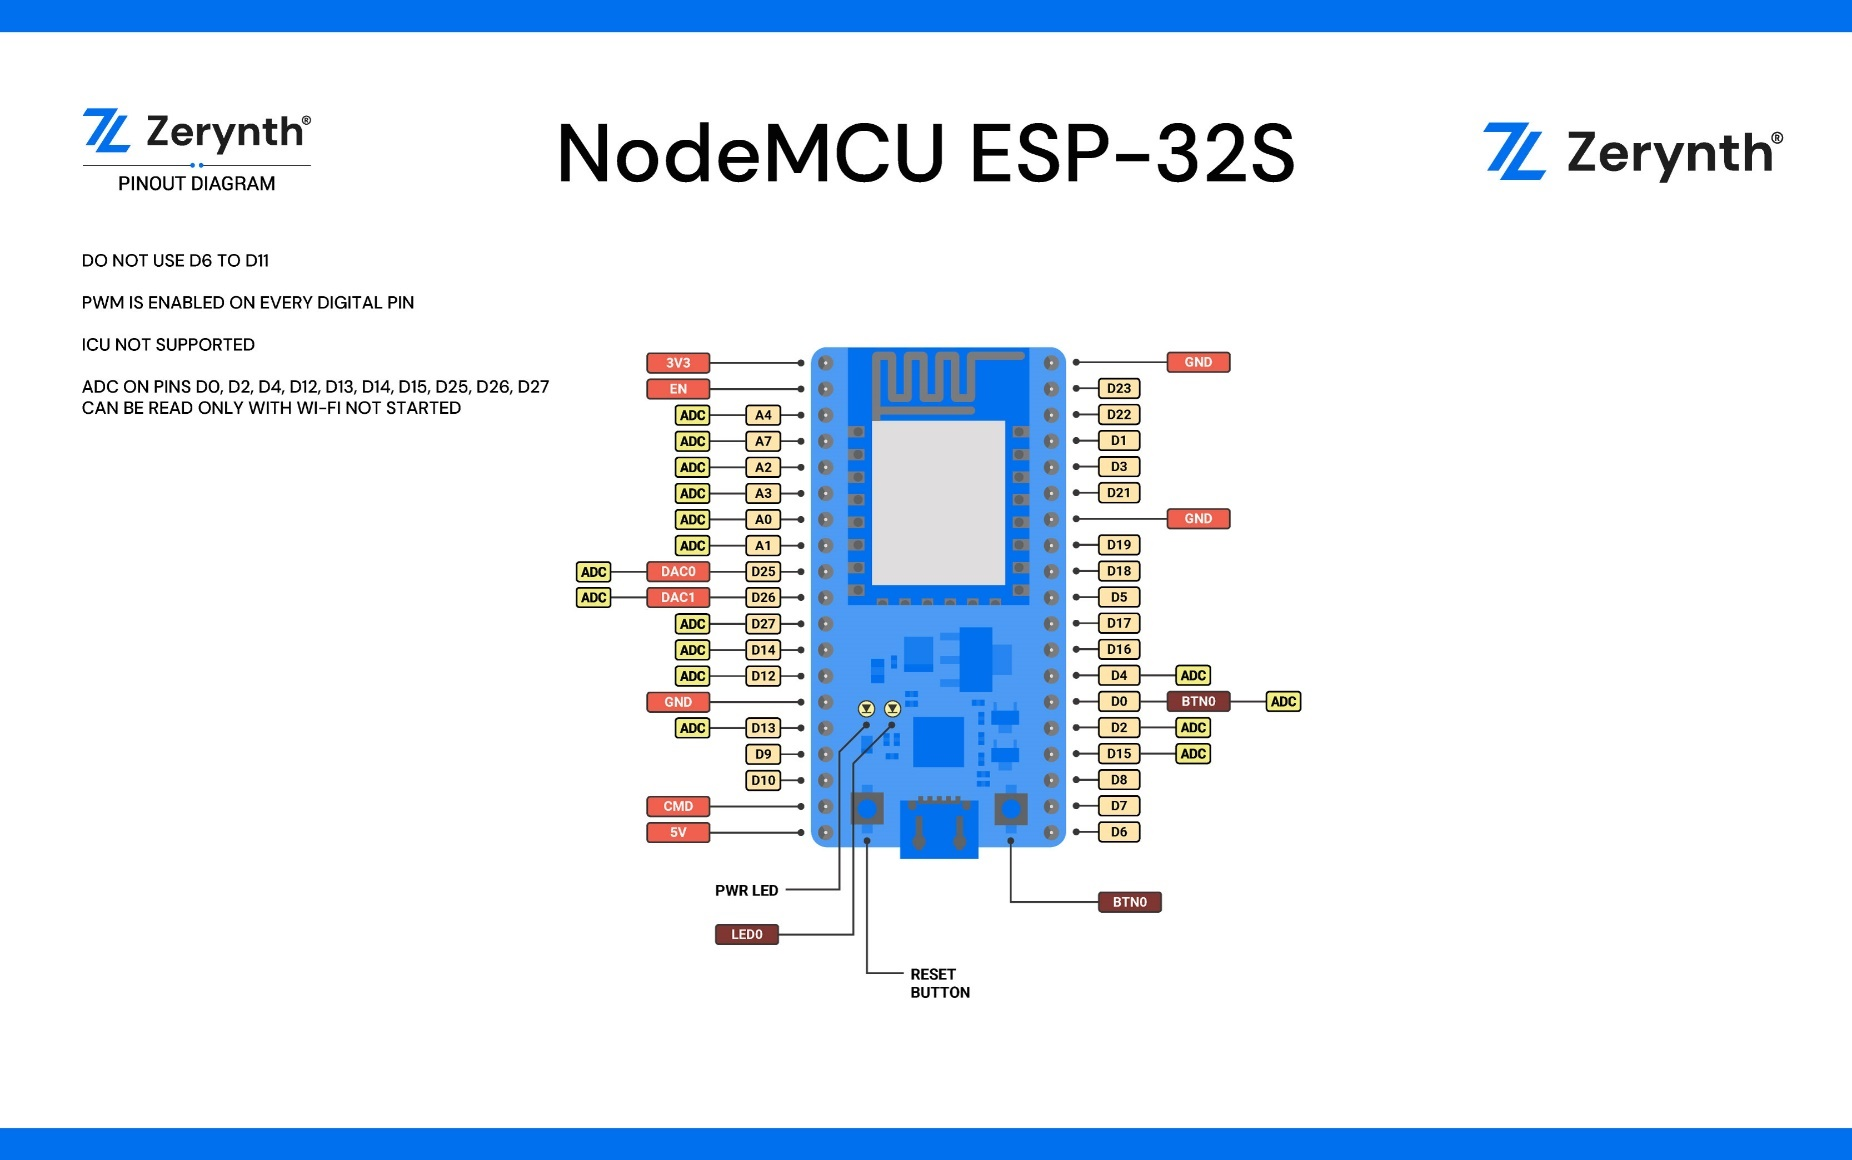 Zerynth®
PINOUT DIAGRAM
NodeMCU ESP-32S
Zerynth®
DO NOT USE D6 TO D11
PWM IS ENABLED ON EVERY DIGITAL PIN
ICU NOT SUPPORTED
ADC ON PINS D0, D2, D4, D12, D13, D14, D15, D25, D26, D27
CAN BE READ ONLY WITH WI-FI NOT STARTED
3V3
EN
ADC A4
ADC A7
ADC A2
ADC A3
ADC A0
ADC A1
ADC DAC0 D25
ADC DAC1 D26
ADC D27
ADC D14
ADC D12
GND
ADC D13
D9
D10
CMD
5V
GND
D23
D22
D1
D3
D21
GND
D19
D18
D5
D17
D16
D4 ADC
D0 BTN0 ADC
D2 ADC
D15 ADC
D8
D7
D6
PWR LED
BTN0
LED0
RESET
BUTTON